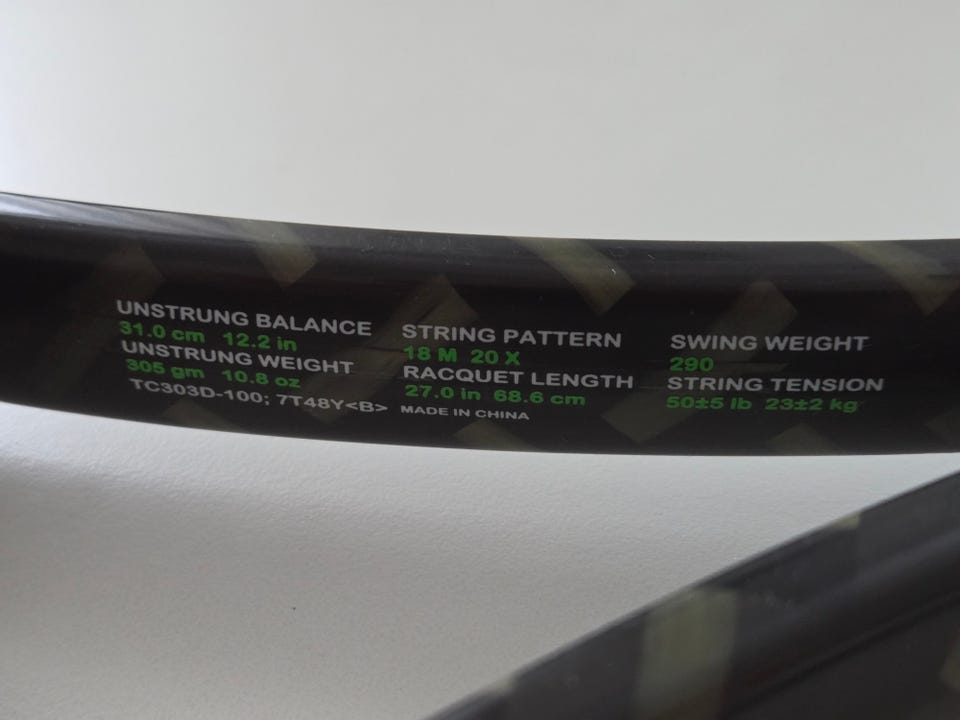 UNSTRUNG BALANCE
31.0 cm 12.2 in
UNSTRUNG WEIGHT
305 gm 10.8 oz
TC303D-100; 7T48Y<B>
STRING PATTERN
18 M 20 X
RACQUET LENGTH
27.0 in 68.6 cm
MADE IN CHINA
SWING WEIGHT
290
STRING TENSION
50±5 lb 23±2 kg